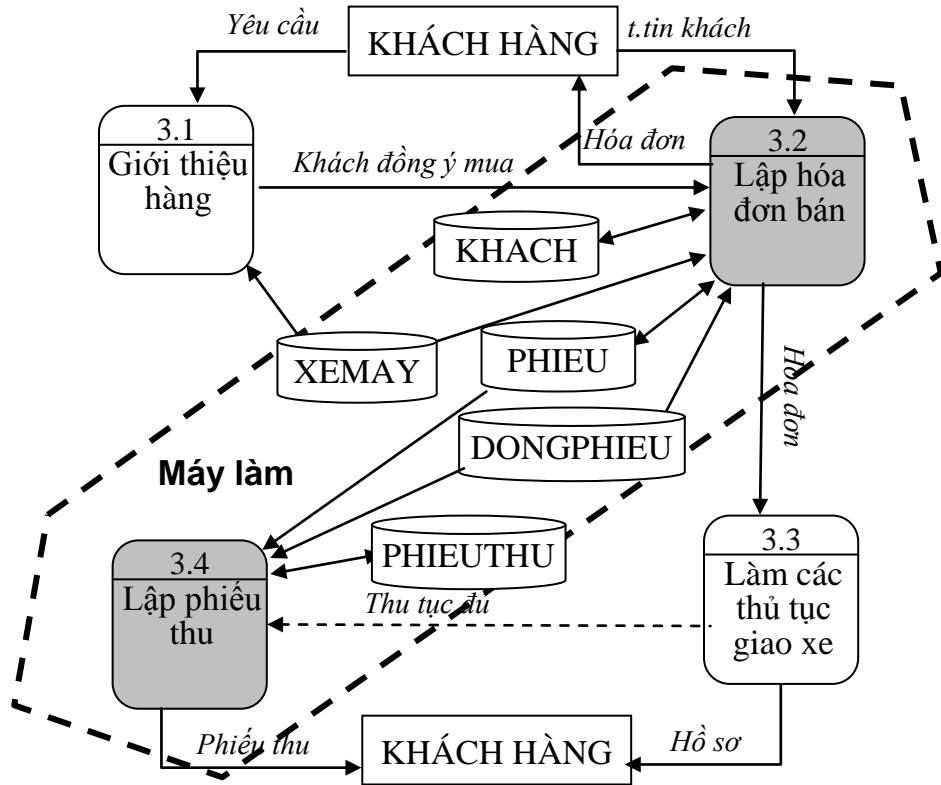 Yêu cầu
KHÁCH HÀNG
t.tin khách
3.1
Giới thiệu
hàng
Khách đồng ý mua
Hóa đơn
3.2
Lập hóa
đơn bán
KHACH
XEMAY
PHIEU
DONGPHIEU
Hóa đơn
Máy làm
PHIEUTHU
3.4
Lập phiếu
thu
Thu tục đu
3.3
Làm các
thủ tục
giao xe
Phiếu thu
KHÁCH HÀNG
Hồ sơ